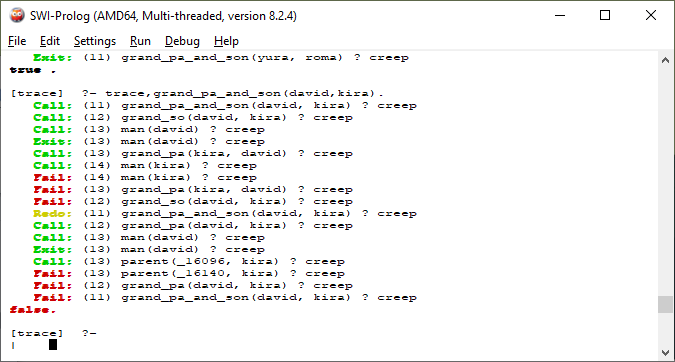 SWI-Prolog (AMD64, Multi-threaded, version 8.2.4)
File Edit Settings Run Debug Help
Exit: (11) grand_pa_and_son(yura, roma) ? creep
true .
[trace] ?- trace,grand_pa_and_son(david,kira).
Call: (11) grand_pa_and_son(david, kira) ? creep
Call: (12) grand_so(david, kira) ? creep
Call: (13) man(david) ? creep
Exit: (13) man(david) ? creep
Call: (13) grand_pa(kira, david) ? creep
Call: (14) man(kira) ? creep
Fail: (14) man(kira) ? creep
Fail: (13) grand_pa(kira, david) ? creep
Fail: (12) grand_so(david, kira) ? creep
Redo: (11) grand_pa_and_son(david, kira) ? creep
Call: (12) grand_pa(david, kira) ? creep
Call: (13) man(david) ? creep
Exit: (13) man(david) ? creep
Call: (13) parent(_16096, kira) ? creep
Fail: (13) parent(_16140, kira) ? creep
Fail: (12) grand_pa(david, kira) ? creep
Fail: (11) grand_pa_and_son(david, kira) ? creep
false.
[trace] ?-
|